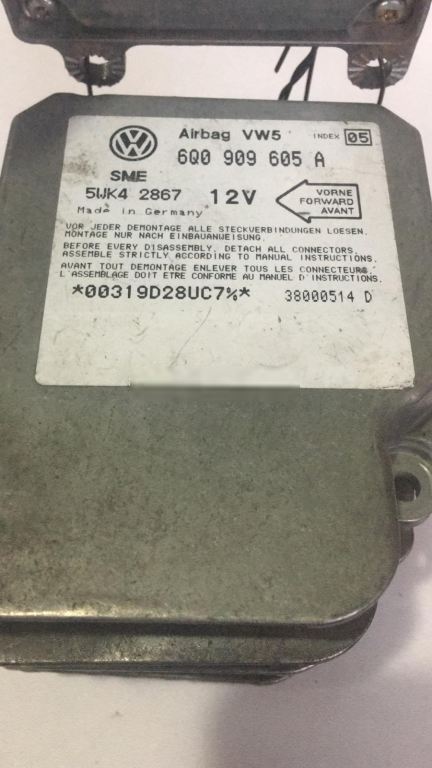 Airbag VW5 INDEX 05
6Q0 909 605 A
SME
5WK4 2867 12V
Made in Germany
VORNE
FORWARD
AVANT
VOR JEDER DEMONTAGE ALLE STECKVERBINDUNGEN LOESEN.
MONTAGE NUR NACH EINBAUANWEISUNG.
BEFORE EVERY DISASSEMBLY, DETACH ALL CONNECTORS.
ASSEMBLE STRICTLY ACCORDING TO MANUAL INSTRUCTIONS.
AVANT TOUT DEMONTAGE ENLEVER TOUS LES CONNECTEURS.
L'ASSEMBLAGE DOIT ETRE CONFORME AU MANUEL D'INSTRUCTIONS.
*00319D28UC7%* 38000514 D